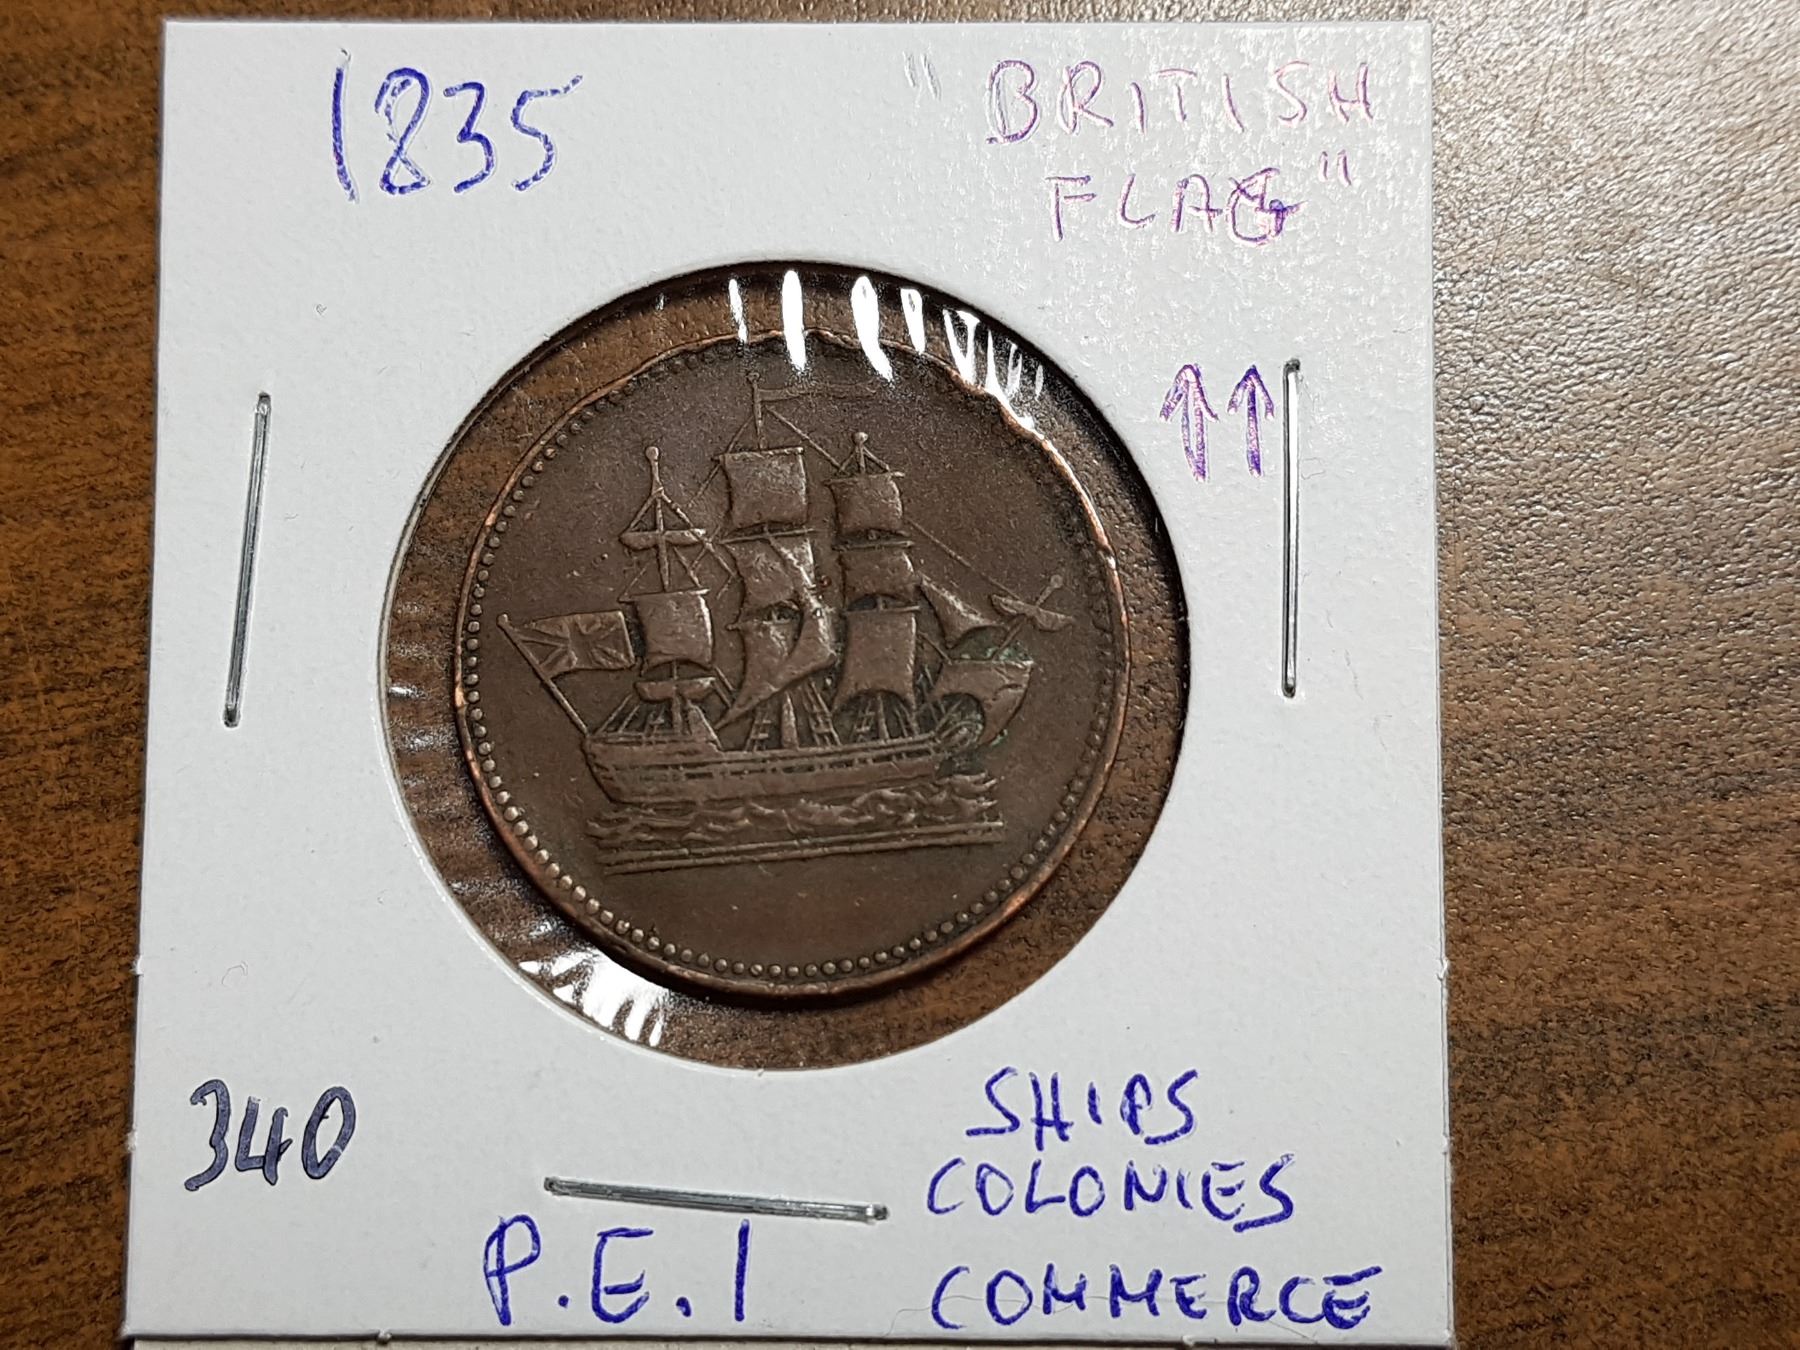 1835
"BRITISH
FLAG"
↑↑
340
P.E.I
SHIPS
COLONIES
COMMERCE